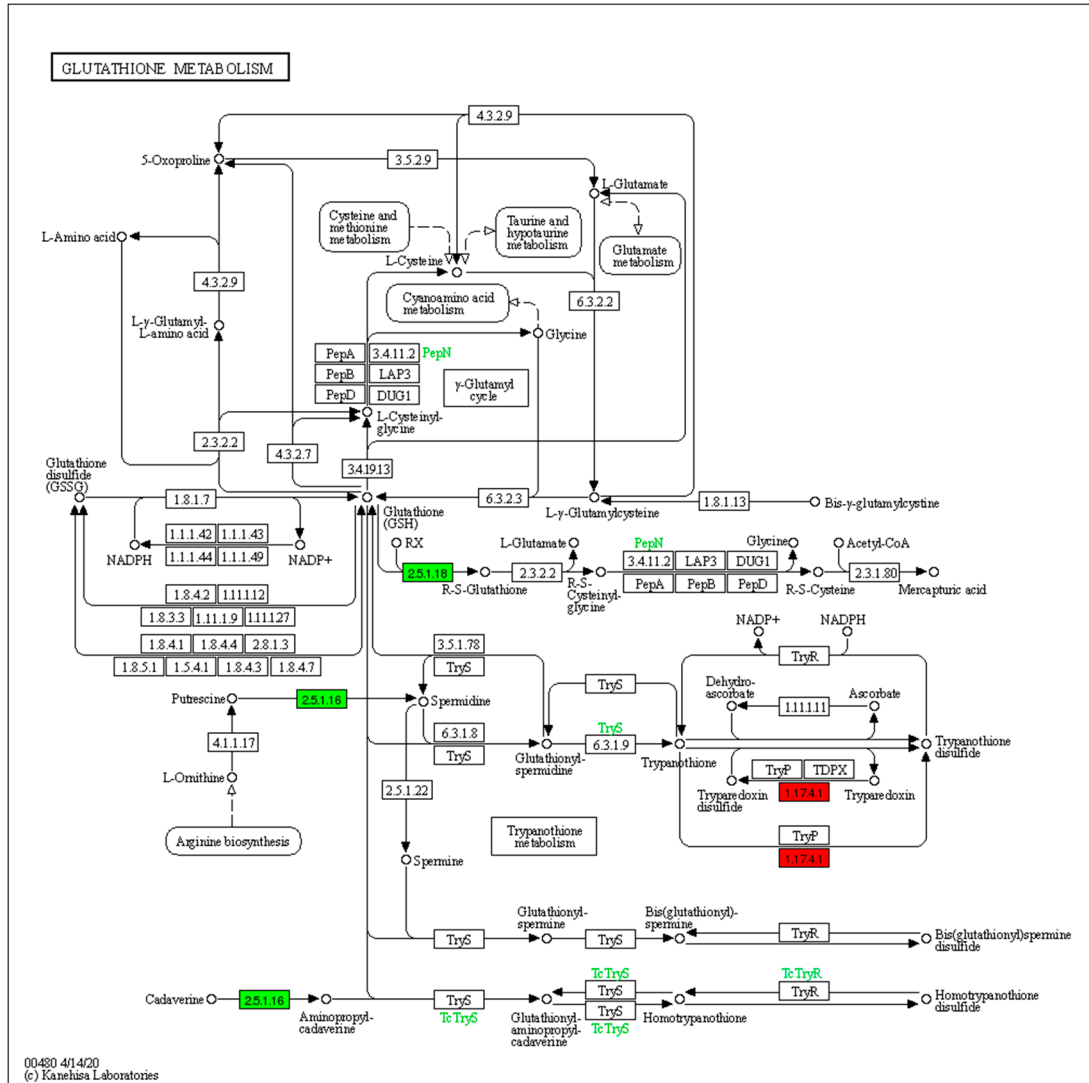 GLUTATHIONE METABOLISM
4.3.2.9
5-Oxoproline
3.5.2.9
L-Glutamate
Cysteine and
methionine
metabolism
Taurine and
hypotaurine
metabolism
Glutamate
metabolism
L-Amino acid
L-Cysteine
4.3.2.9
Cyanoamino acid
metabolism
6.3.2.2
L-γ-Glutamyl-
L-amino acid
Glycine
PepA
3.4.11.2
PepN
PepB
LAP3
PepD
DUG1
γ-Glutamyl
cycle
L-Cysteinyl-
glycine
2.3.2.2
4.3.2.7
3.4.19.13
Glutathione
disulfide
(GSSG)
1.8.1.7
6.3.2.3
1.8.1.13
Bis-γ-glutamylcystine
Glutathione
(GSH)
L-γ-Glutamylcysteine
1.1.1.42
1.1.1.43
1.1.1.44
1.1.1.49
NADPH
NADP+
RX
L-Glutamate
PepN
Glycine
Acetyl-CoA
3.4.11.2
LAP3
DUG1
2.5.1.18
2.3.2.2
PepA
PepB
PepD
2.3.1.80
R-S-Glutathione
R-S-
Cysteinyl-
glycine
R-S-Cysteine
Mercapturic acid
1.8.4.2
1.11.1.12
1.8.3.3
1.11.1.9
1.11.1.27
1.8.4.1
1.8.4.4
2.8.1.3
1.8.5.1
1.5.4.1
1.8.4.3
1.8.4.7
NADP+
NADPH
3.5.1.78
TryS
TryR
Putrescine
2.5.1.16
Spermidine
TryS
Dehydro-
ascorbate
Ascorbate
1.11.1.11
4.1.1.17
6.3.1.8
TryS
TryS
6.3.1.9
Glutathionyl-
spermidine
Trypanothione
Trypanothione
disulfide
L-Ornithine
2.5.1.22
TryP
TDPX
1.17.4.1
Tryparedoxin
disulfide
Tryparedoxin
Arginine biosynthesis
Trypanothione
metabolism
TryP
1.17.4.1
Spermine
Glutathionyl-
spermine
Bis(glutathionyl)-
spermine
TryS
TryS
TryR
Bis(glutathionyl)spermine
disulfide
TcTryS
TcTryR
Cadaverine
2.5.1.16
TryS
TryS
TryR
TryS
Aminopropyl-
cadaverine
TcTryS
Glutathionyl-
aminopropyl-
cadaverine
TcTryS
Homotrypanothione
Homotrypanothione
disulfide
00480 4/14/20
(c) Kanehisa Laboratories